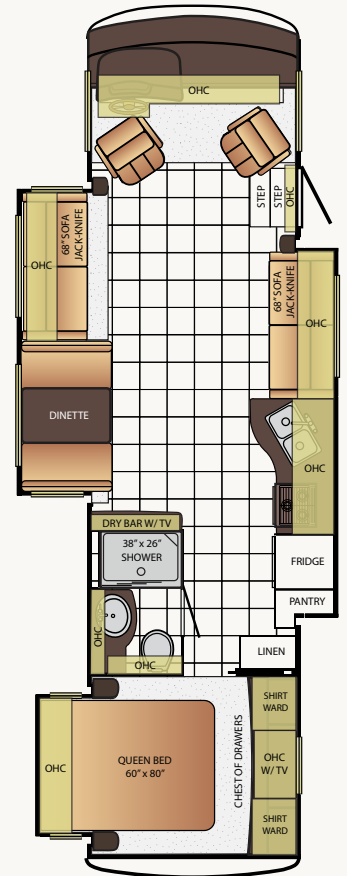 OHC
STEP
STEP
OHC
68" SOFA
JACK-KNIFE
OHC
68" SOFA
JACK-KNIFE
OHC
DINETTE
OHC
DRY BAR W/ TV
38" x 26"
SHOWER
FRIDGE
PANTRY
OHC
OHC
LINEN
OHC
QUEEN BED
60" x 80"
CHEST OF DRAWERS
SHIRT
WARD
OHC
W/ TV
SHIRT
WARD